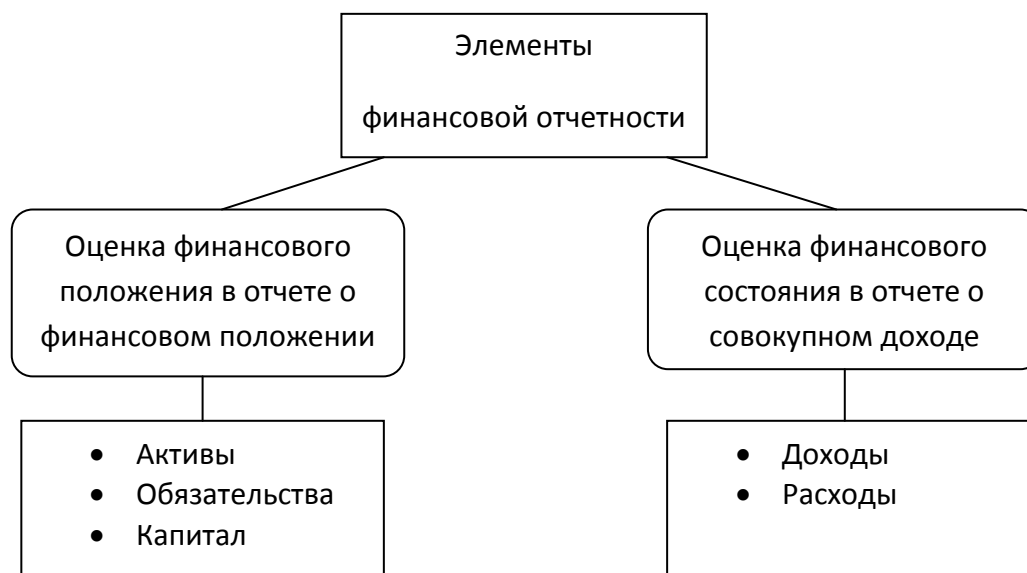 Элементы
финансовой отчетности
Оценка финансового
положения в отчете о
финансовом положении
Оценка финансового
состояния в отчете о
совокупном доходе
• Активы
• Обязательства
• Капитал
• Доходы
• Расходы